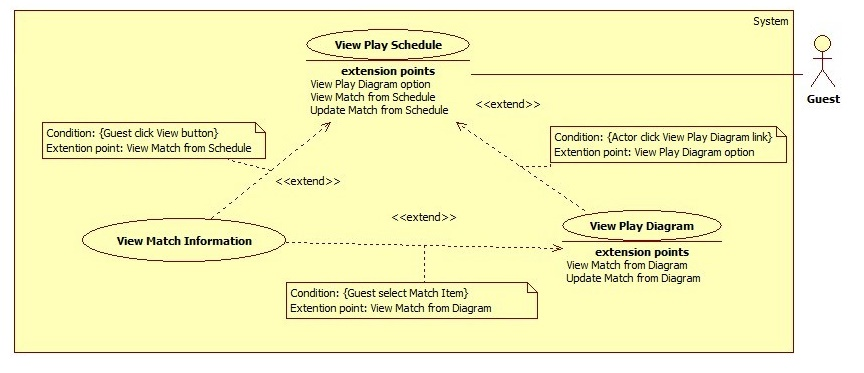 System
View Play Schedule
extension points
View Play Diagram option
View Match from Schedule
Update Match from Schedule
Guest
<<extend>>
Condition: {Guest click View button}
Extention point: View Match from Schedule
Condition: {Actor click View Play Diagram link}
Extention point: View Play Diagram option
<<extend>>
<<extend>>
View Match Information
View Play Diagram
extension points
View Match from Diagram
Update Match from Diagram
Condition: {Guest select Match Item}
Extention point: View Match from Diagram